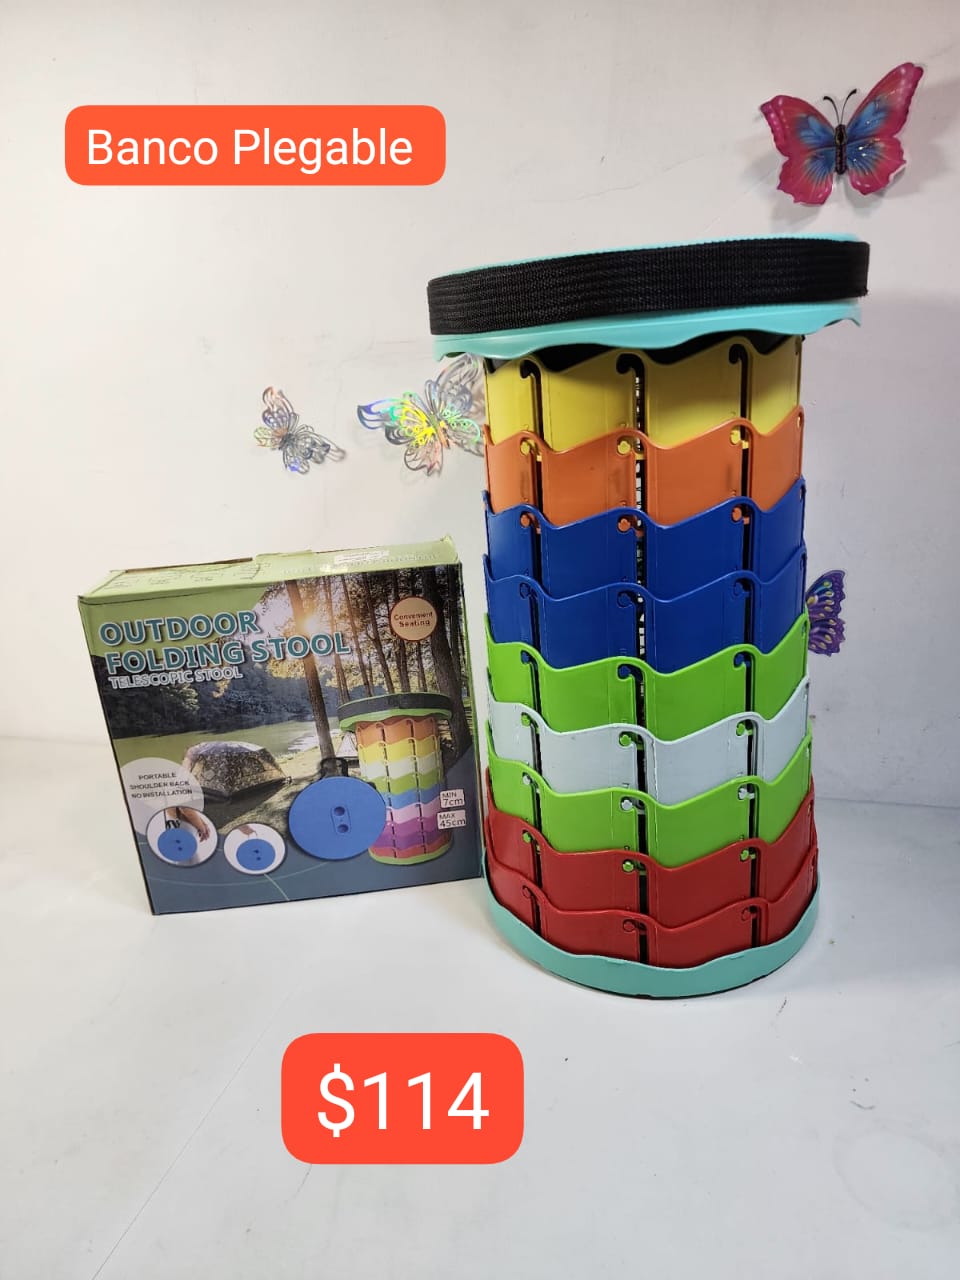 Banco Plegable
OUTDOOR
FOLDING STOOL
TELESCOPIC STOOL
Convenient
Seating
PORTABLE
SHOULDER BACK
NO INSTALLATION
MIN
7cm
MAX
45cm
$114